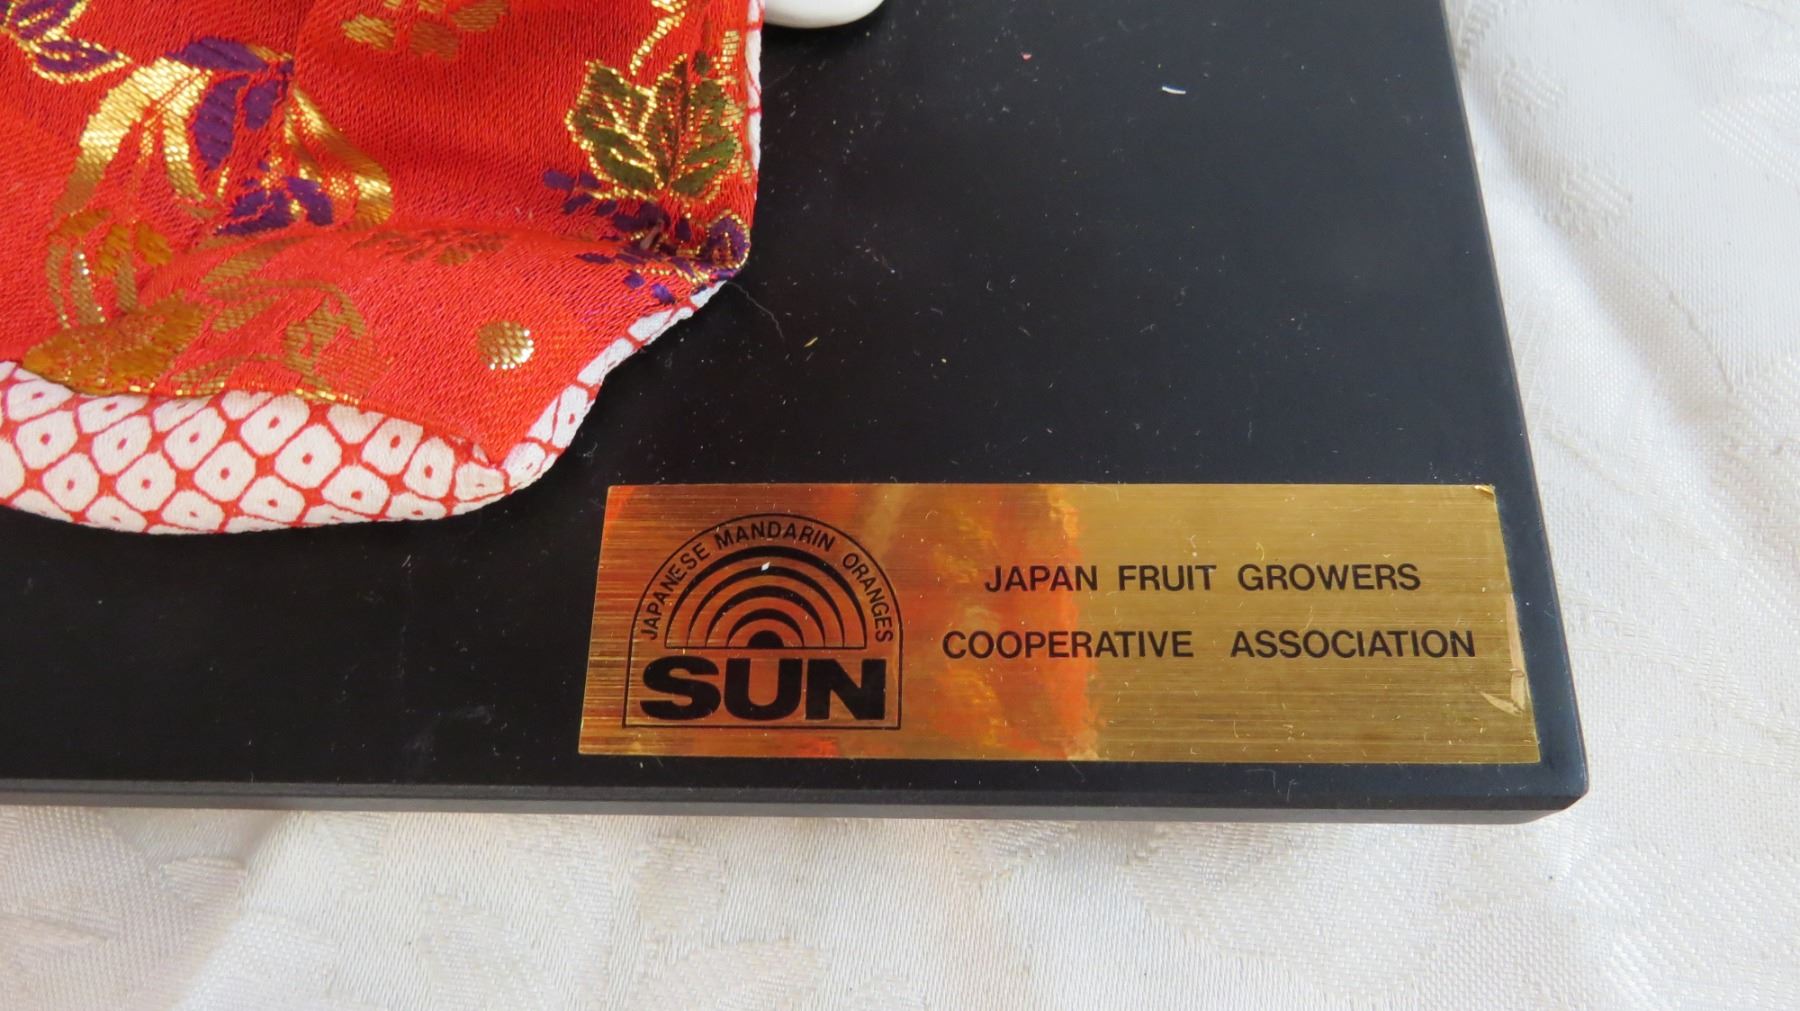 JAPANESE MANDARIN ORANGES
SUN
JAPAN FRUIT GROWERS
COOPERATIVE ASSOCIATION